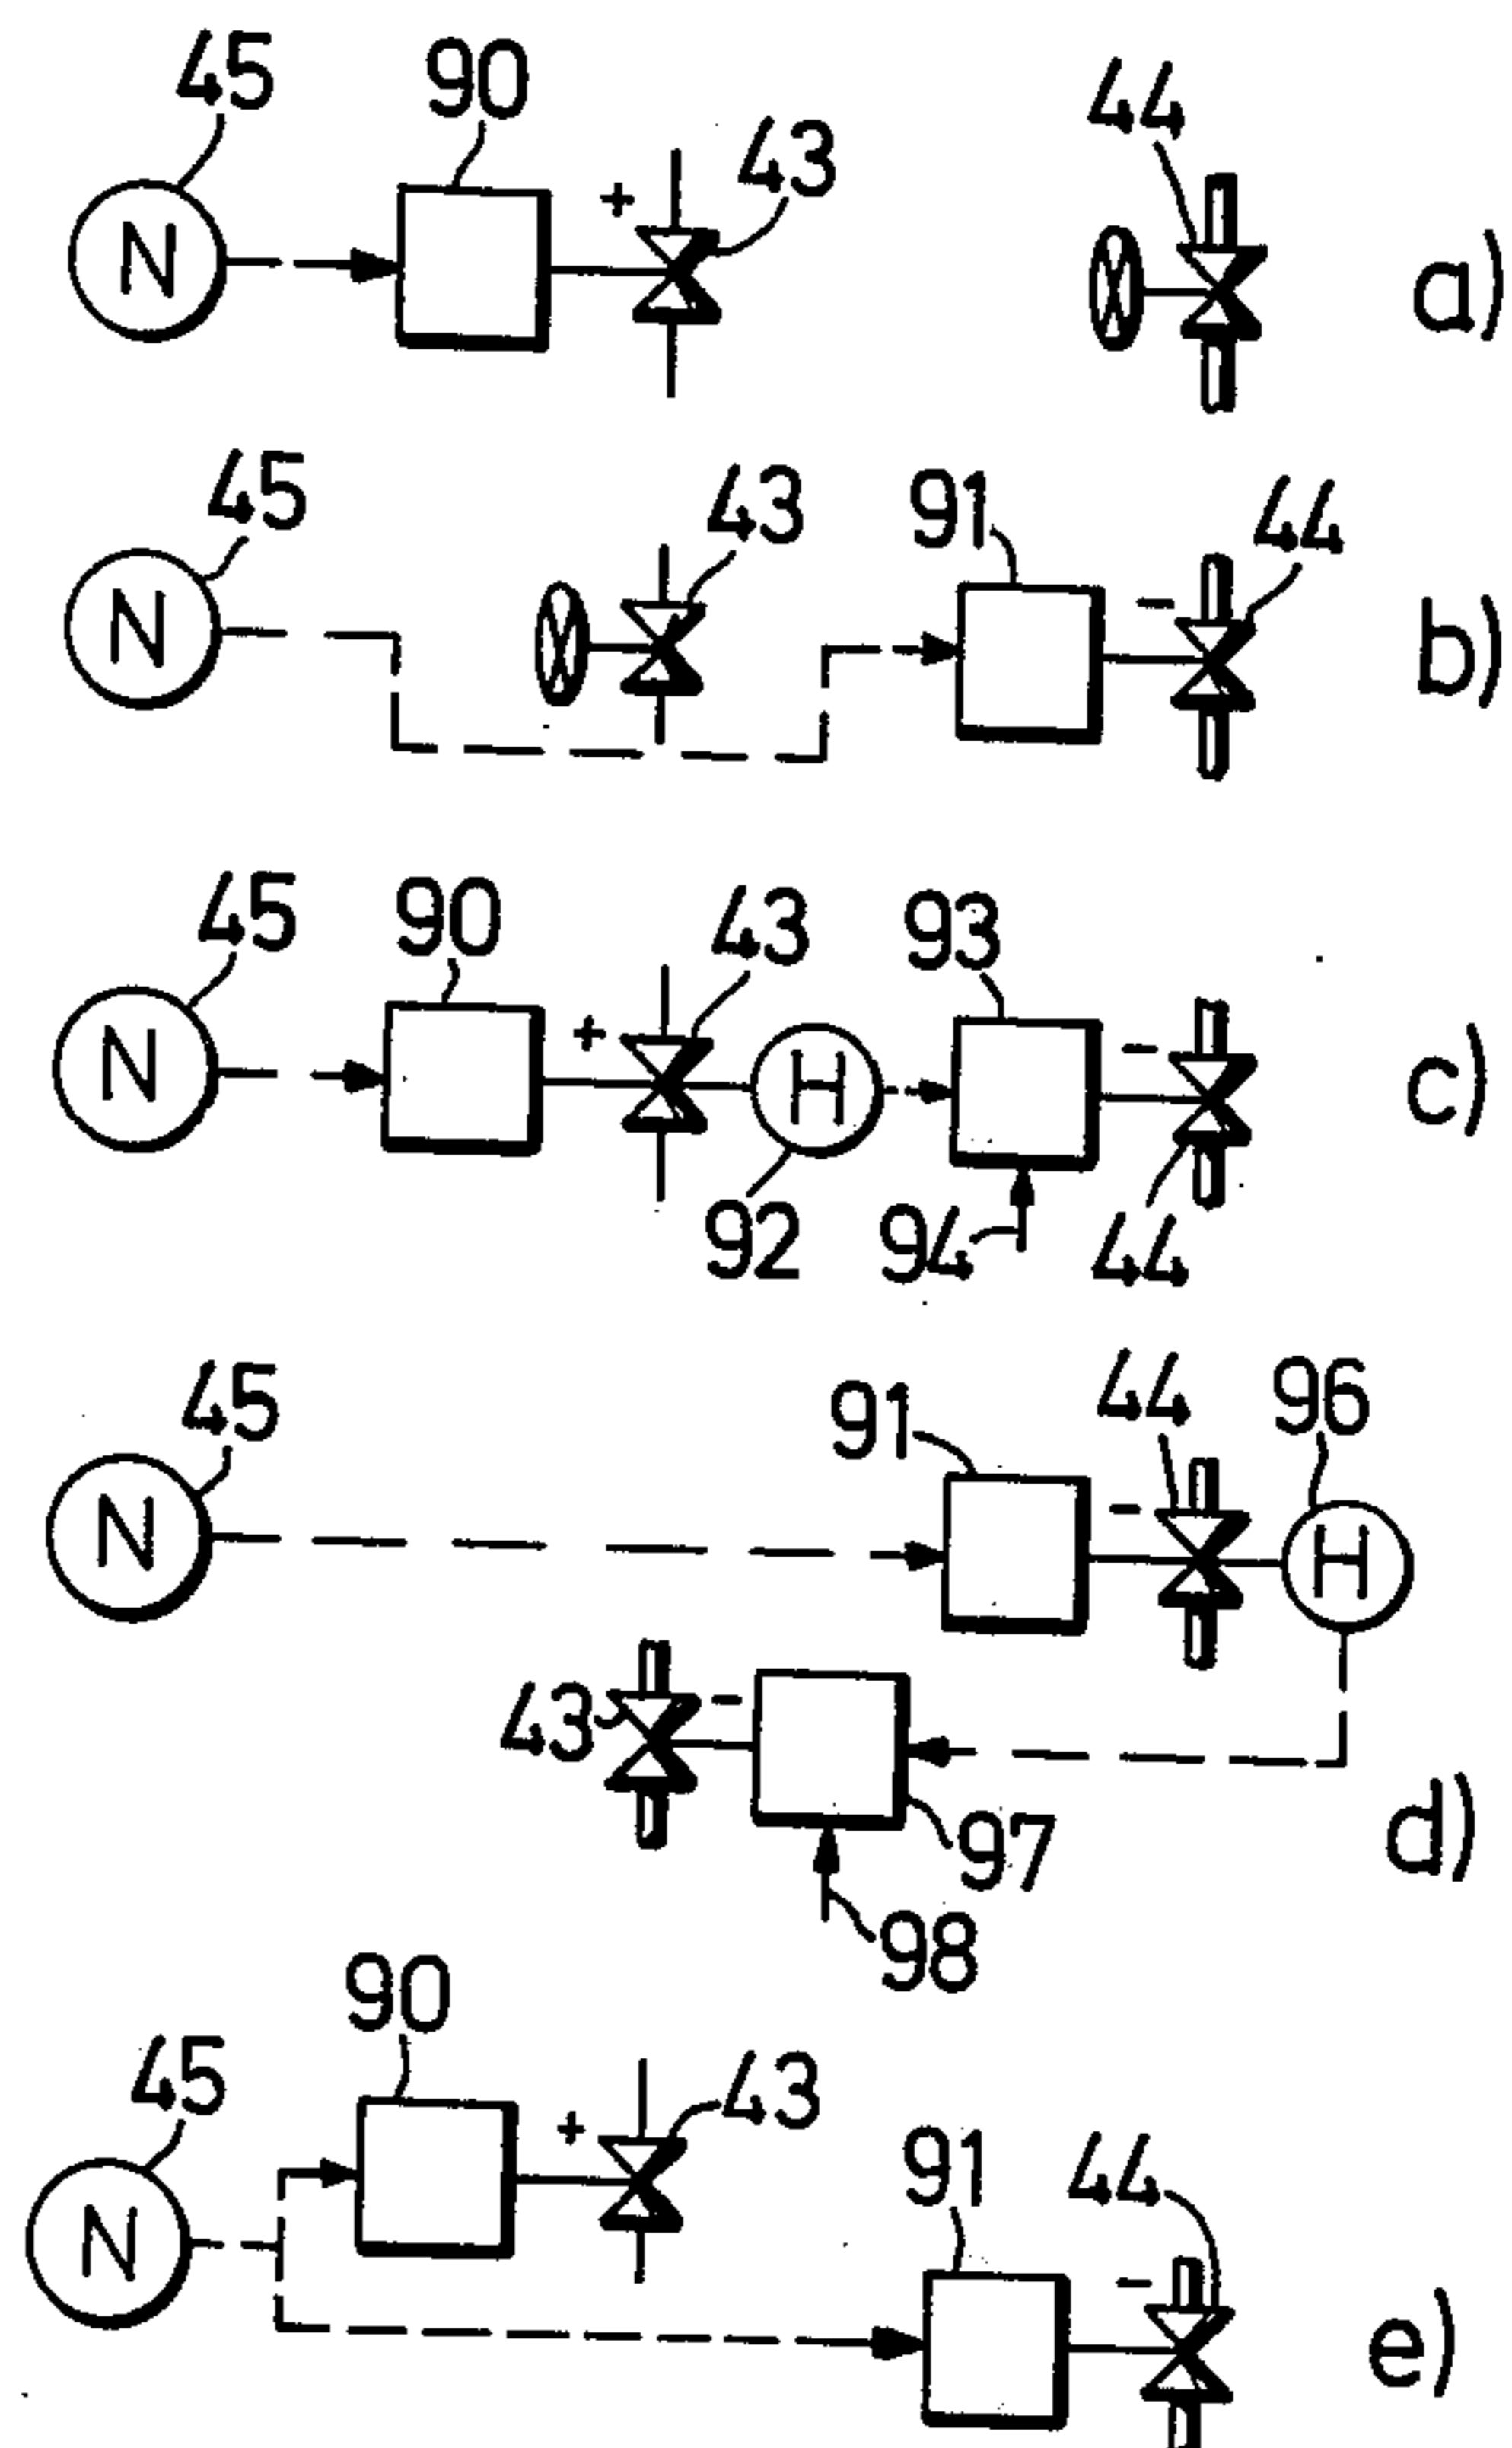 45 90 43 44
N + a)
45 43 91 44
N - b)
45 90 43 93
N + H - c)
92 94 44
45 91 44 96
N - H
43 -
97 d)
98
90
45 43
+ 91 44
N -
e)